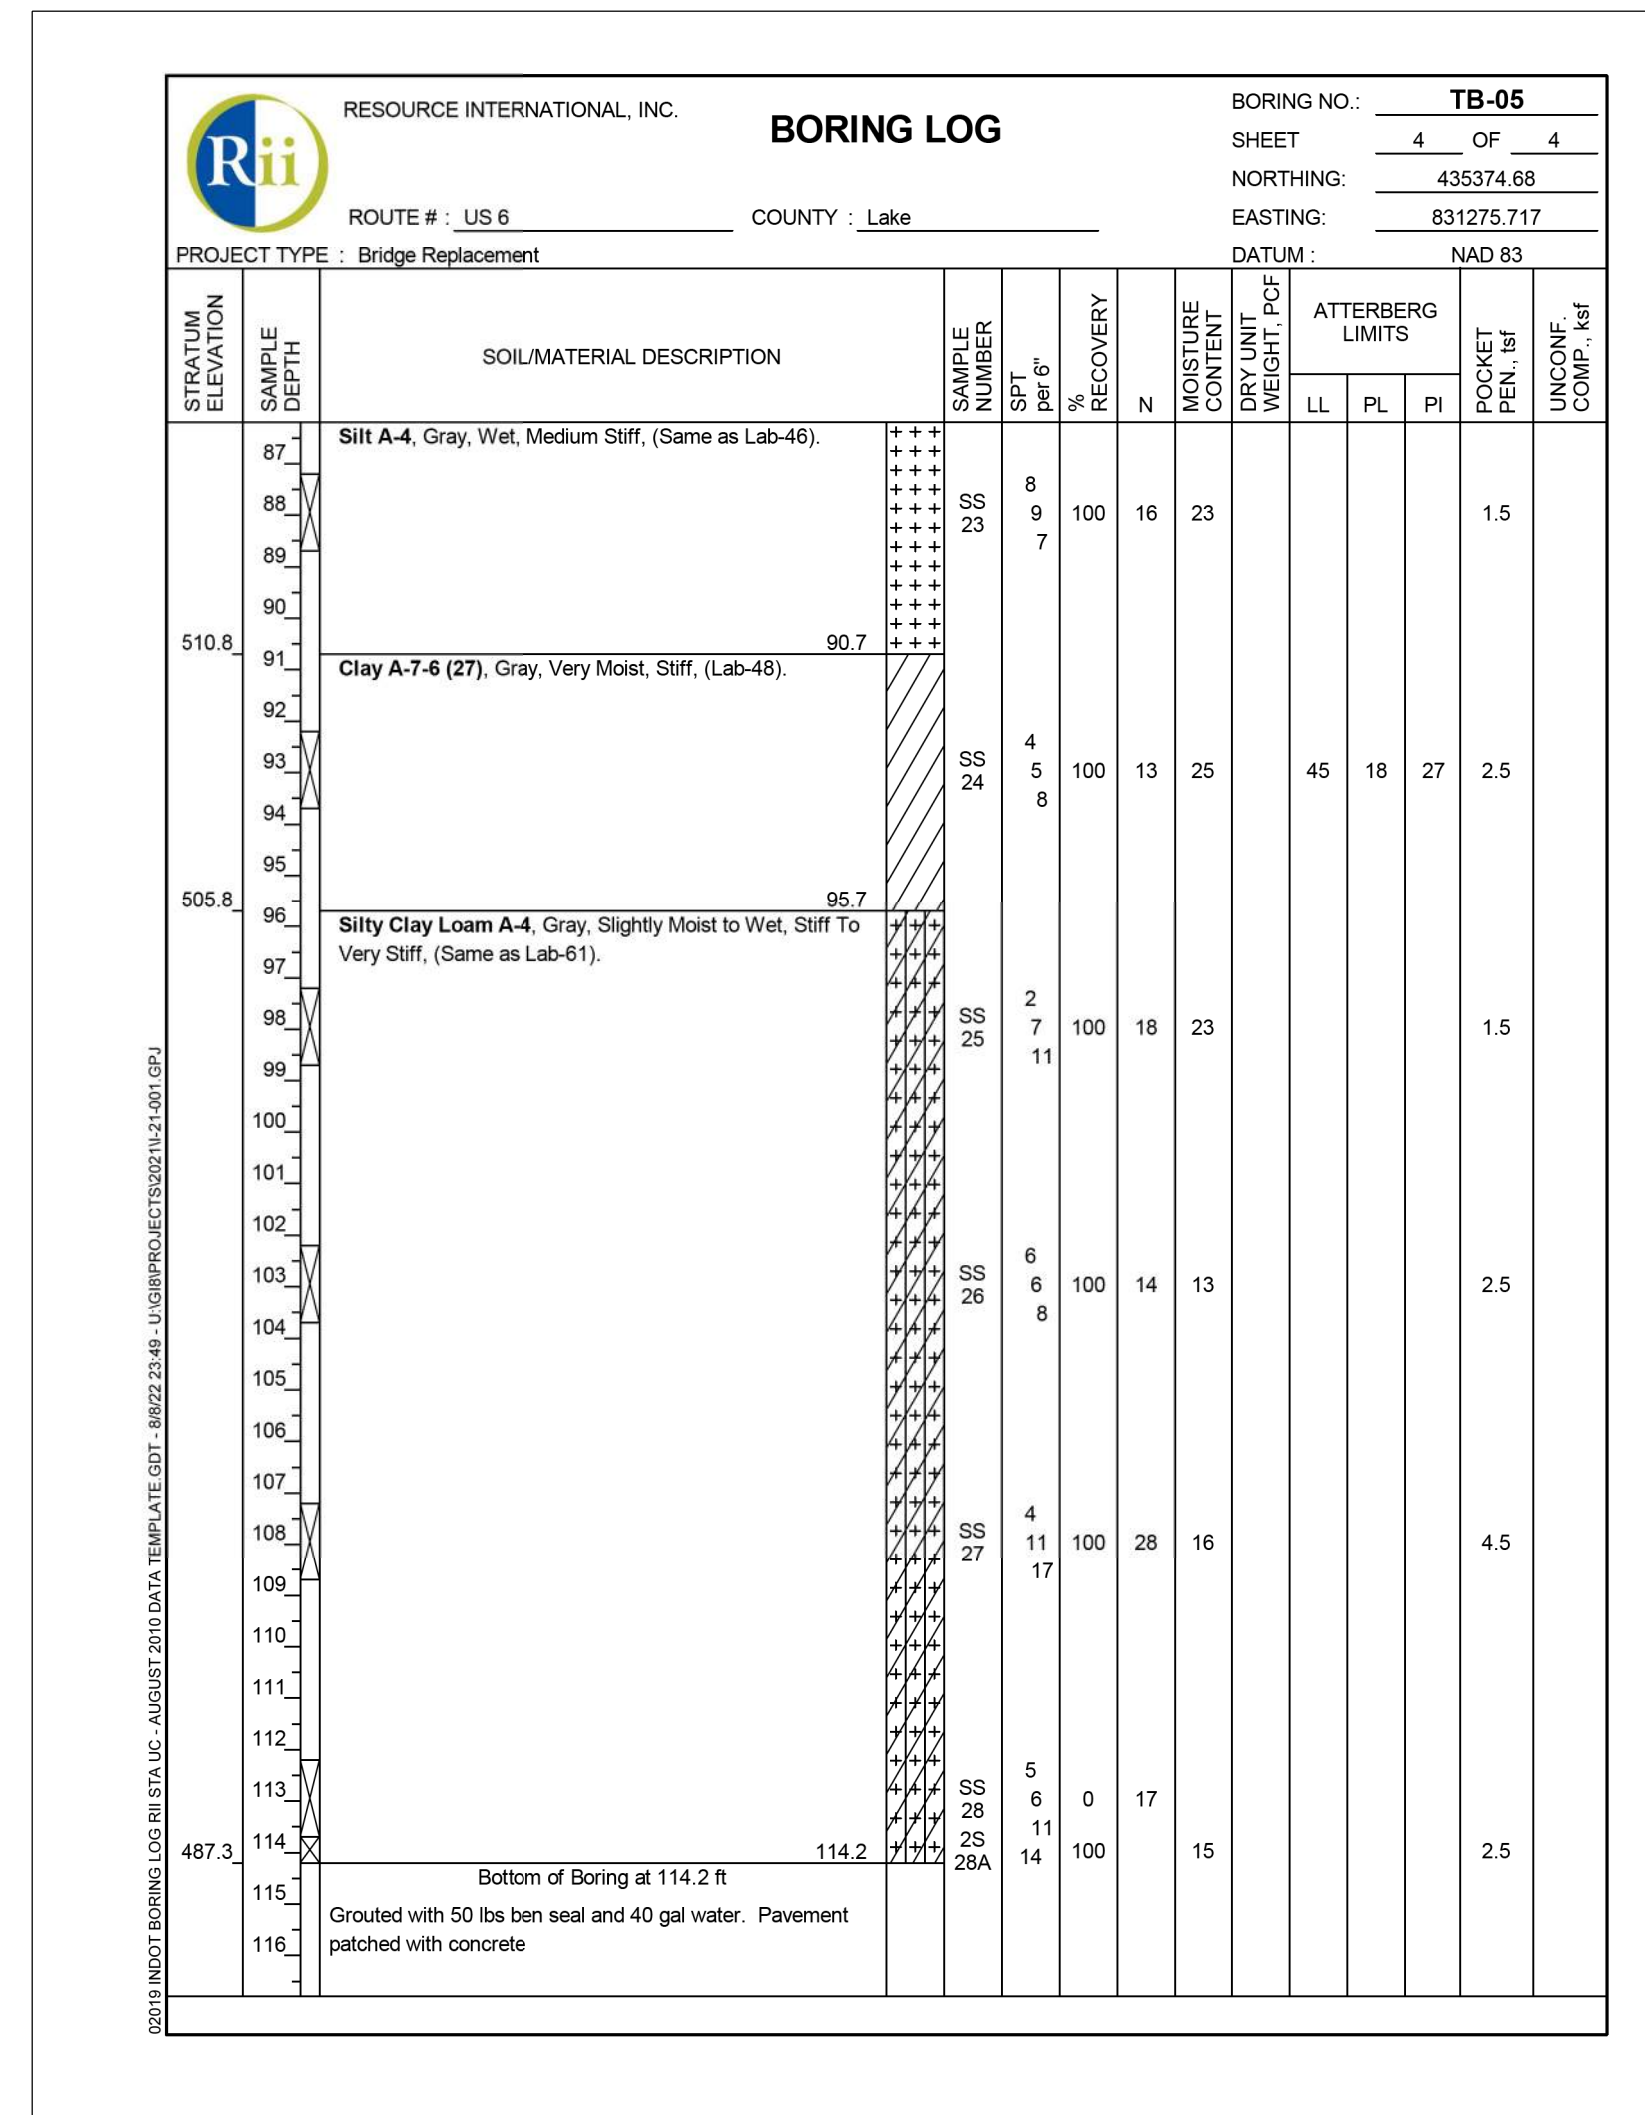 Rii
RESOURCE INTERNATIONAL, INC.
BORING LOG
BORING NO.: TB-05
SHEET 4 OF 4
NORTHING: 435374.68
ROUTE # : US 6 COUNTY : Lake
EASTING: 831275.717
PROJECT TYPE : Bridge Replacement
DATUM : NAD 83
STRATUM ELEVATION
SAMPLE DEPTH
SOIL/MATERIAL DESCRIPTION
SAMPLE NUMBER
SPT per 6"
% RECOVERY
N
MOISTURE CONTENT
DRY UNIT WEIGHT, PCF
ATTERBERG LIMITS
LL PL PI
POCKET PEN., tsf
UNCONF. COMP., ksf
Silt A-4, Gray, Wet, Medium Stiff, (Same as Lab-46).
87
88
SS 23 8 9 7 100 16 23 1.5
89
90
510.8 90.7
91
Clay A-7-6 (27), Gray, Very Moist, Stiff, (Lab-48).
92
93
SS 24 4 5 8 100 13 25 45 18 27 2.5
94
95
505.8 95.7
96
Silty Clay Loam A-4, Gray, Slightly Moist to Wet, Stiff To
Very Stiff, (Same as Lab-61).
97
98
SS 25 2 7 11 100 18 23 1.5
99
100
101
102
103
SS 26 6 6 8 100 14 13 2.5
104
105
106
107
108
SS 27 4 11 17 100 28 16 4.5
109
110
111
112
113
SS 28 5 6 11 0 17
114
487.3 114.2 2S 28A 14 100 15 2.5
Bottom of Boring at 114.2 ft
115
Grouted with 50 lbs ben seal and 40 gal water. Pavement
116
patched with concrete
02019 INDOT BORING LOG RII STA UC - AUGUST 2010 DATA TEMPLATE.GDT - 8/8/22 23:49 - U:\GI8\PROJECTS\2021\I-21-001.GPJ